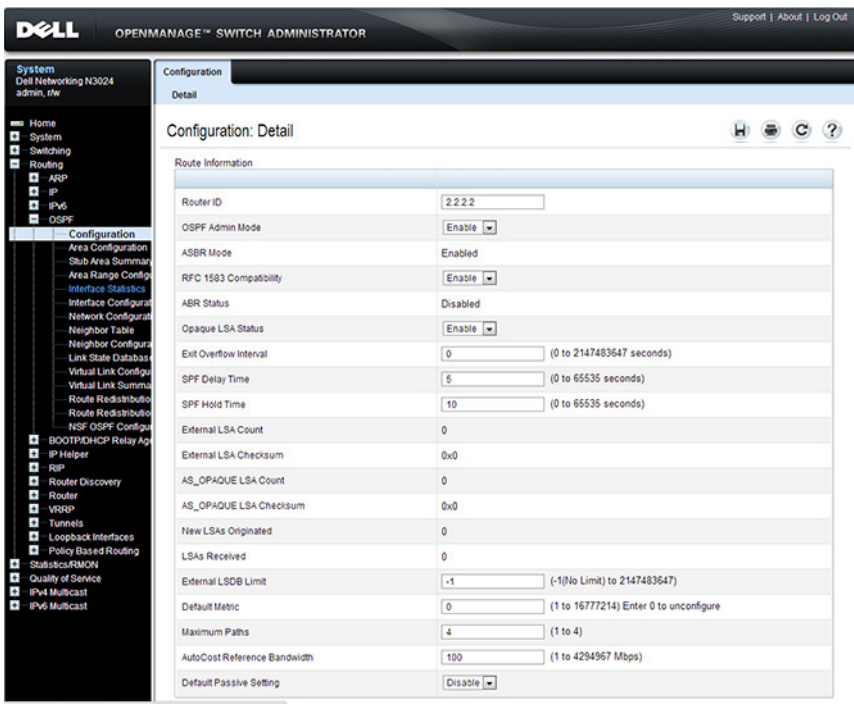 Support | About | Log Out
DELL OPENMANAGE™ SWITCH ADMINISTRATOR
System
Dell Networking N3024
admin, r/w
Home
System
Switching
Routing
ARP
IP
IPv6
OSPF
Configuration
Area Configuration
Stub Area Summary
Area Range Configu
Interface Statistics
Interface Configurat
Network Configurati
Neighbor Table
Neighbor Configura
Link State Database
Virtual Link Configu
Virtual Link Summa
Route Redistributio
Route Redistributio
NSF OSPF Configur
BOOTP/DHCP Relay Age
IP Helper
RIP
Router Discovery
Router
VRRP
Tunnels
Loopback Interfaces
Policy Based Routing
Statistics/RMON
Quality of Service
IPv4 Multicast
IPv6 Multicast
Configuration
Detail
Configuration: Detail
?
Route Information
Router ID 2.2.2.2
OSPF Admin Mode Enable
ASBR Mode Enabled
RFC 1583 Compatibility Enable
ABR Status Disabled
Opaque LSA Status Enable
Exit Overflow Interval 0 (0 to 2147483647 seconds)
SPF Delay Time 5 (0 to 65535 seconds)
SPF Hold Time 10 (0 to 65535 seconds)
External LSA Count 0
External LSA Checksum 0x0
AS_OPAQUE LSA Count 0
AS_OPAQUE LSA Checksum 0x0
New LSAs Originated 0
LSAs Received 0
External LSDB Limit -1 (-1(No Limit) to 2147483647)
Default Metric 0 (1 to 16777214) Enter 0 to unconfigure
Maximum Paths 4 (1 to 4)
AutoCost Reference Bandwidth 100 (1 to 4294967 Mbps)
Default Passive Setting Disable